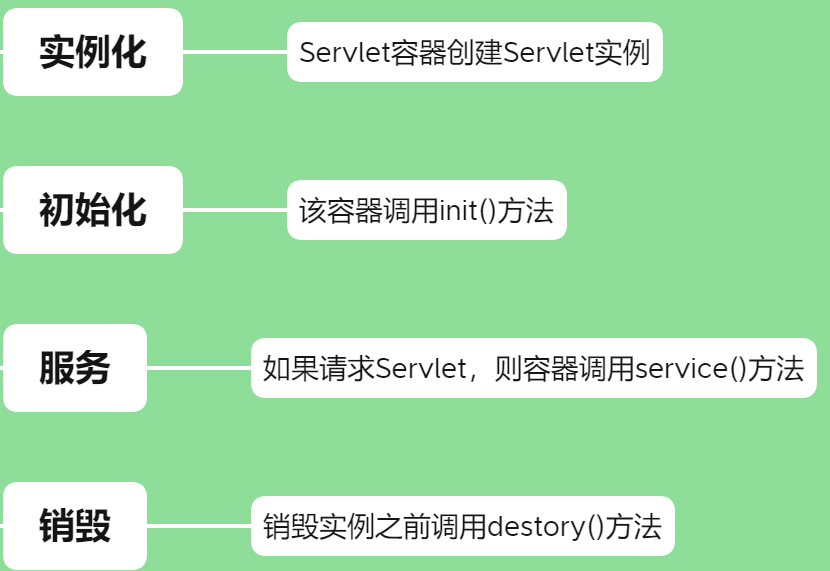 实例化
Servlet容器创建Servlet实例
初始化
该容器调用init()方法
服务
如果请求Servlet，则容器调用service()方法
销毁
销毁实例之前调用destory()方法